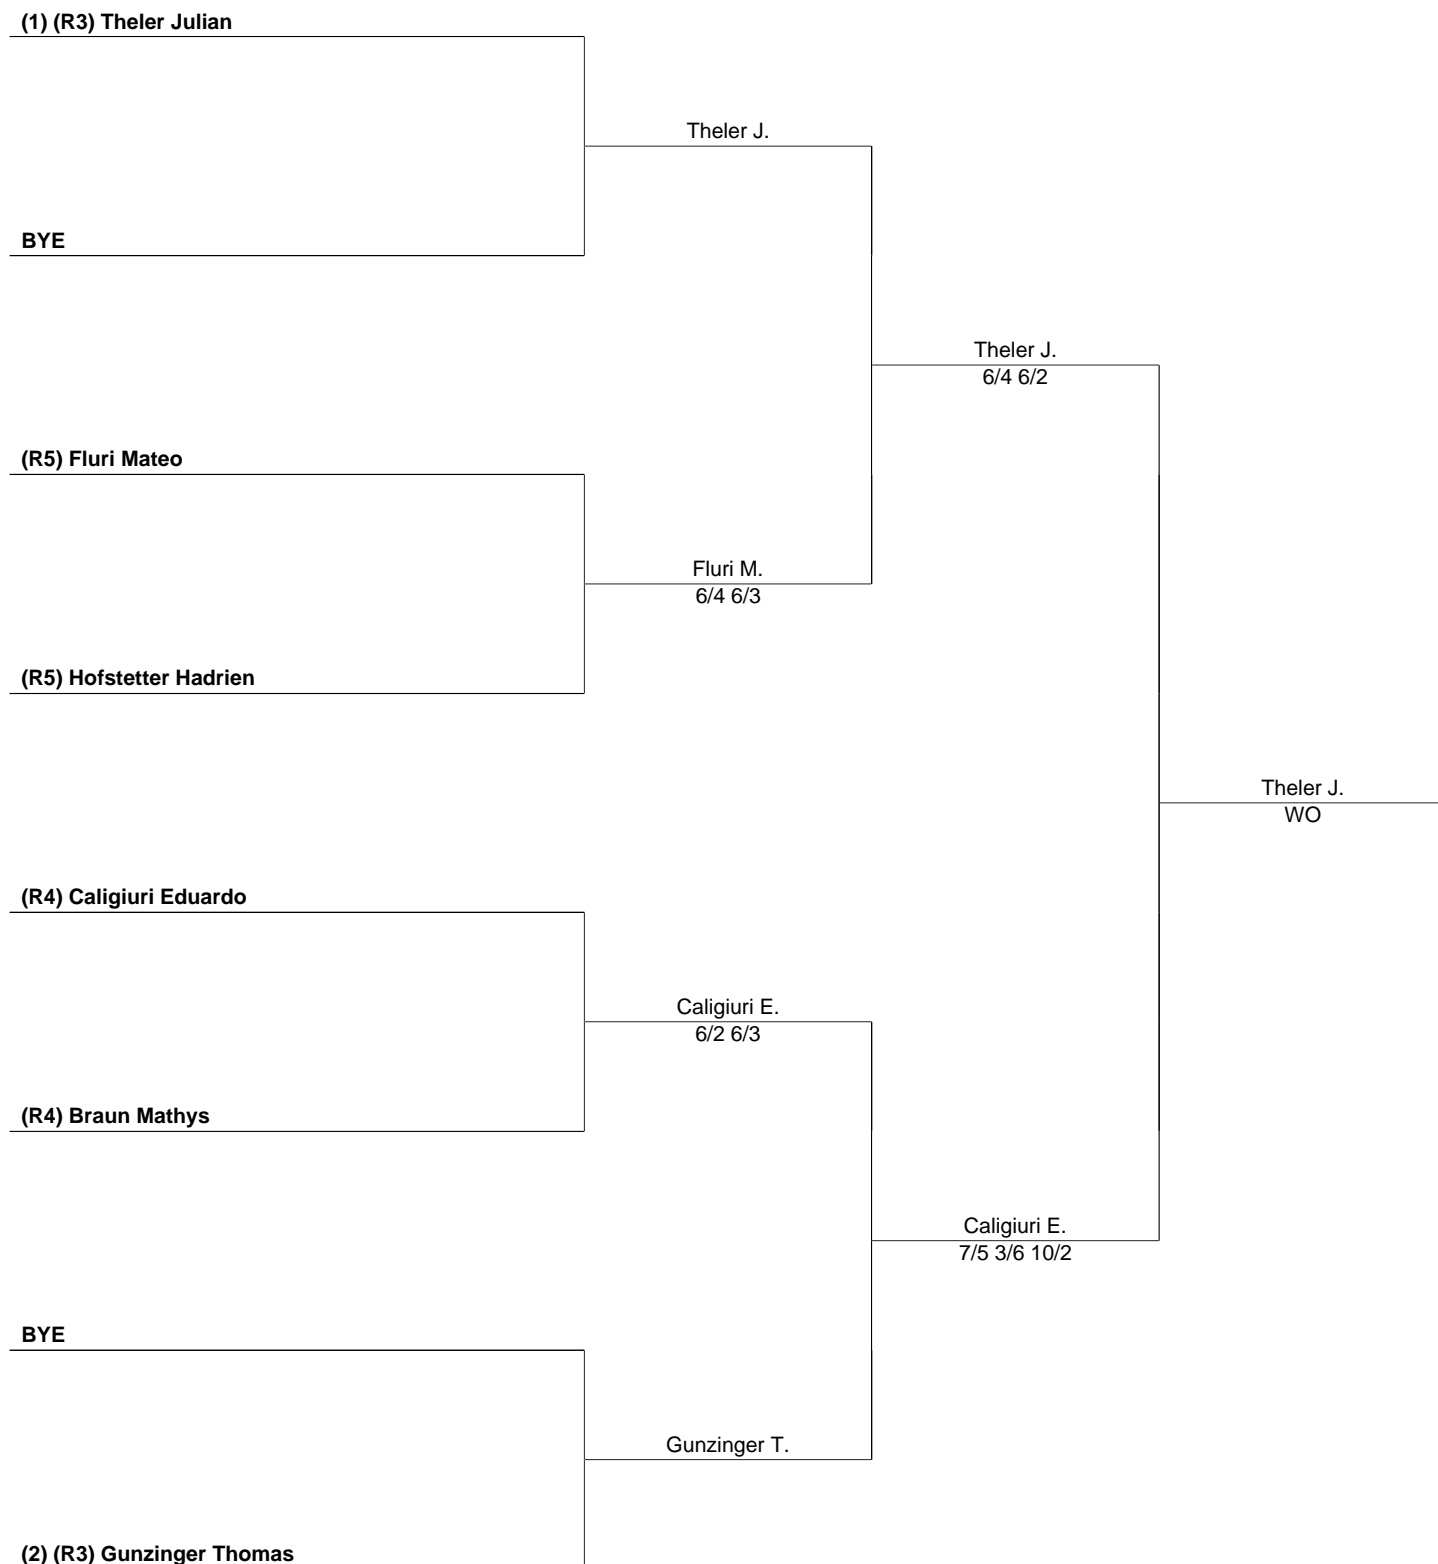 (1) (R3) Theler Julian
Theler J.
BYE
Theler J.
6/4 6/2
(R5) Fluri Mateo
Fluri M.
6/4 6/3
(R5) Hofstetter Hadrien
Theler J.
WO
(R4) Caligiuri Eduardo
Caligiuri E.
6/2 6/3
(R4) Braun Mathys
Caligiuri E.
7/5 3/6 10/2
BYE
Gunzinger T.
(2) (R3) Gunzinger Thomas